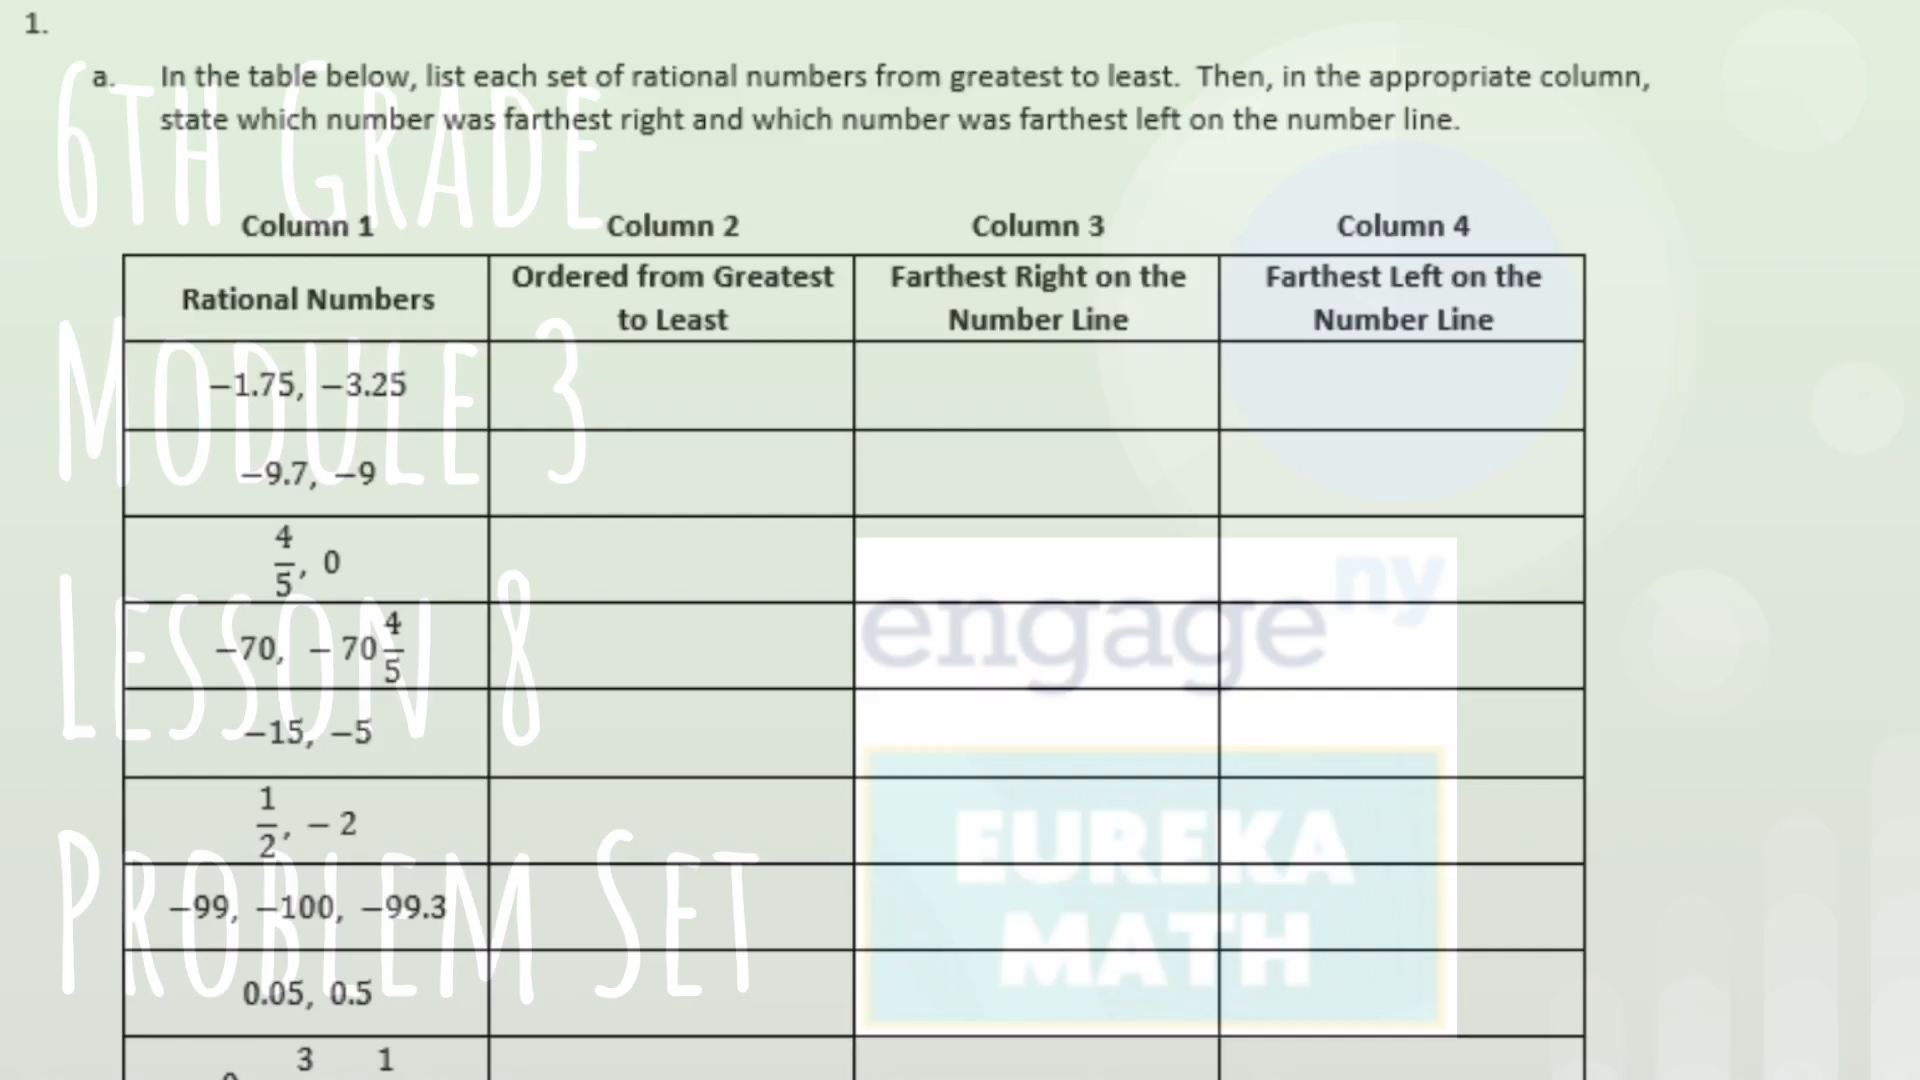 1.
a. In the table below, list each set of rational numbers from greatest to least. Then, in the appropriate column,
state which number was farthest right and which number was farthest left on the number line.
6TH GRADE
MODULE 3
LESSON 8
PROBLEM SET
Column 1 Column 2 Column 3 Column 4
Rational Numbers Ordered from Greatest to Least Farthest Right on the Number Line Farthest Left on the Number Line
−1.75, −3.25
−9.7, −9
4/5, 0
−70, −70 4/5
−15, −5
1/2, −2
−99, −100, −99.3
0.05, 0.5
3 1
engage ny
EUREKA
MATH